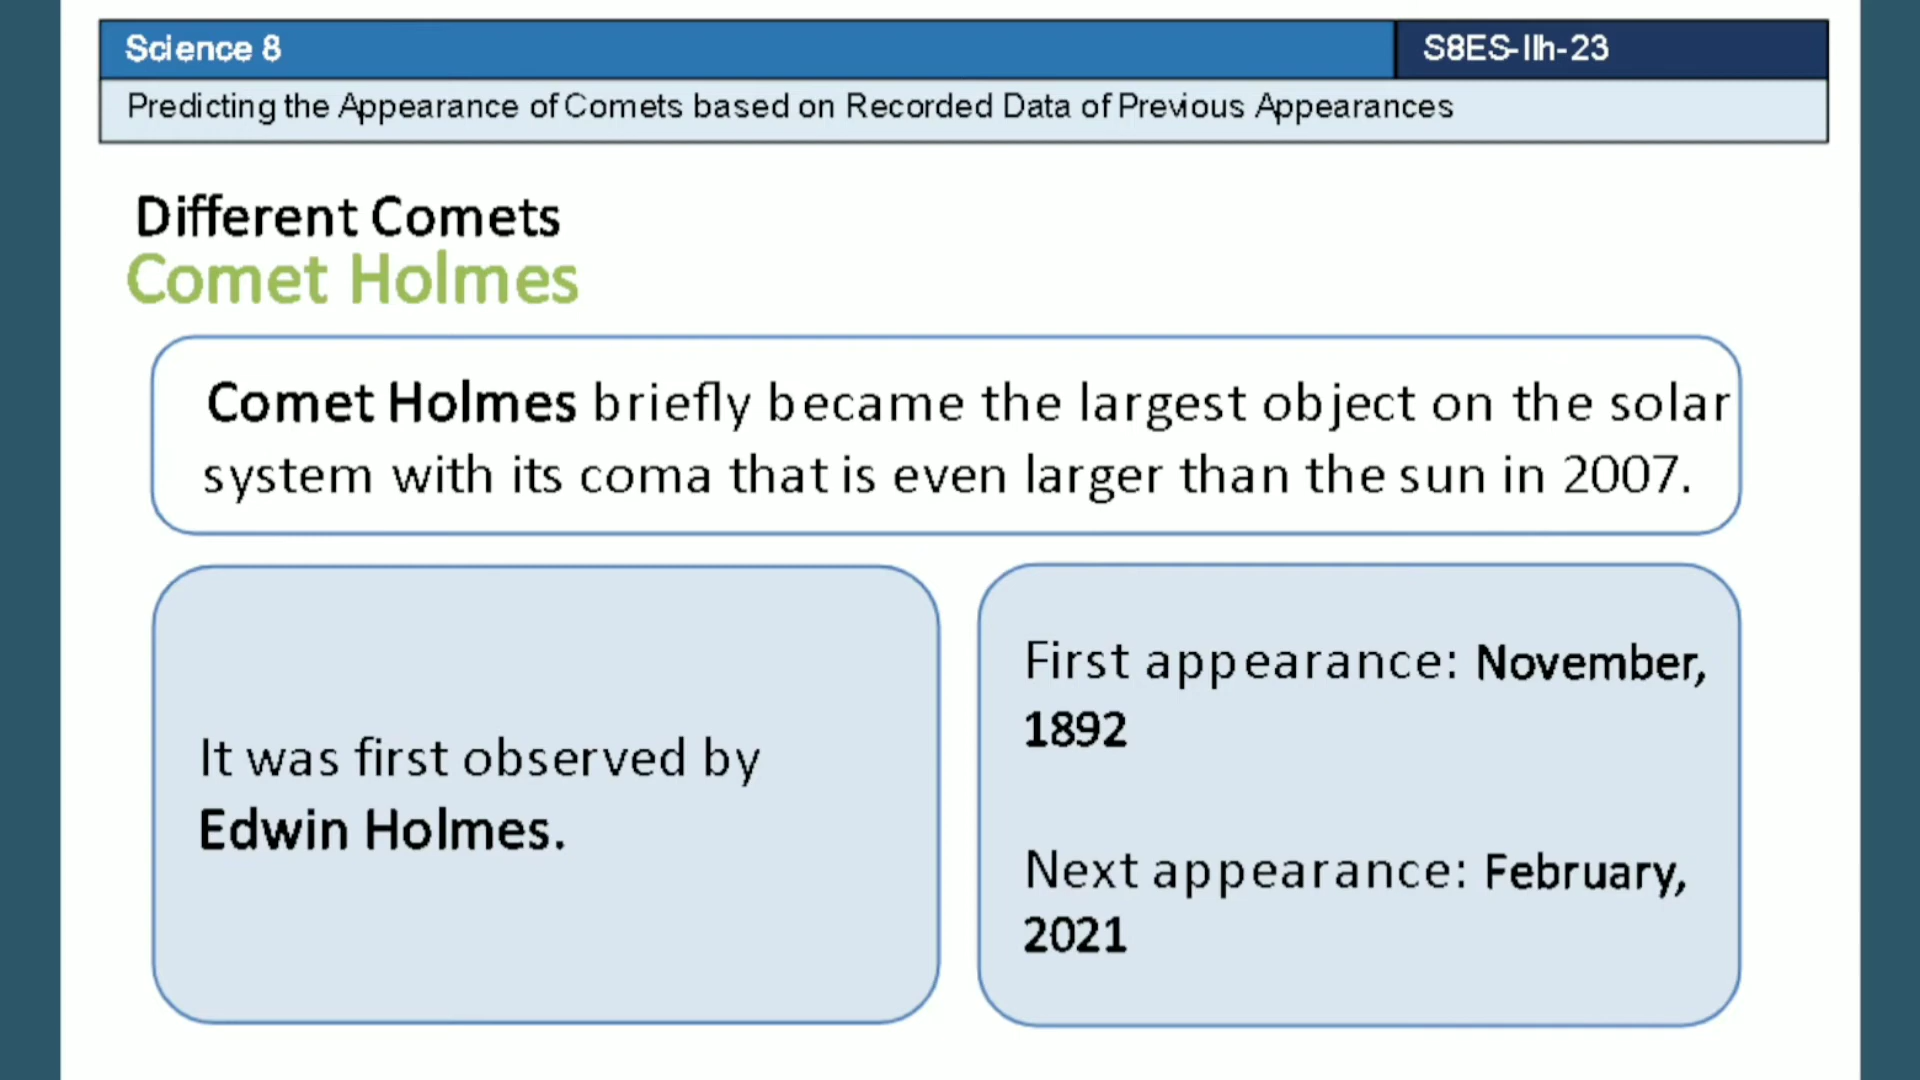 Science 8
S8ES-IIh-23
Predicting the Appearance of Comets based on Recorded Data of Previous Appearances
Different Comets
Comet Holmes
Comet Holmes briefly became the largest object on the solar
system with its coma that is even larger than the sun in 2007.
It was first observed by
Edwin Holmes.
First appearance: November,
1892
Next appearance: February,
2021